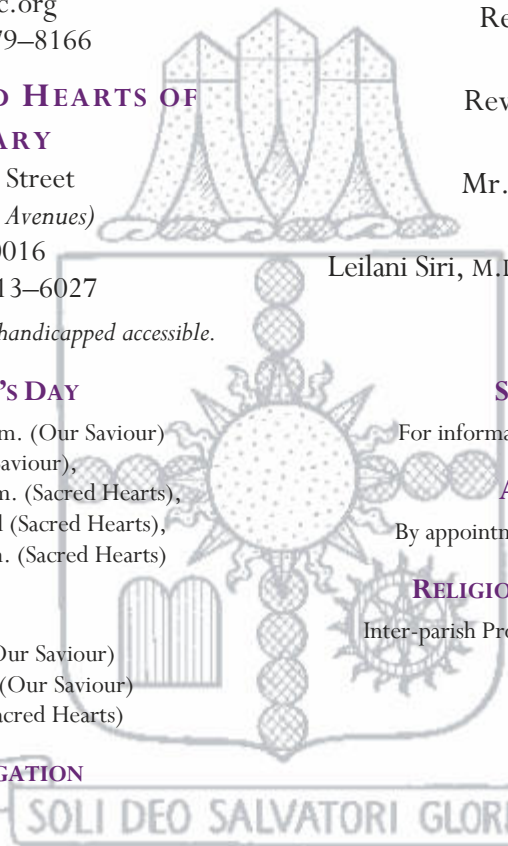 c.org
79–8166
D HEARTS OF
ARY
Street
Avenues)
0016
13–6027
handicapped accessible.
’S DAY
m. (Our Saviour)
aviour),
m. (Sacred Hearts),
l (Sacred Hearts),
n. (Sacred Hearts)
Our Saviour)
(Our Saviour)
acred Hearts)
GATION
Re
Rev
Mr.
Leilani Siri, M.D
S
For informa
A
By appointm
RELIGIO
Inter-parish Pro
SOLI DEO SALVATORI GLORI